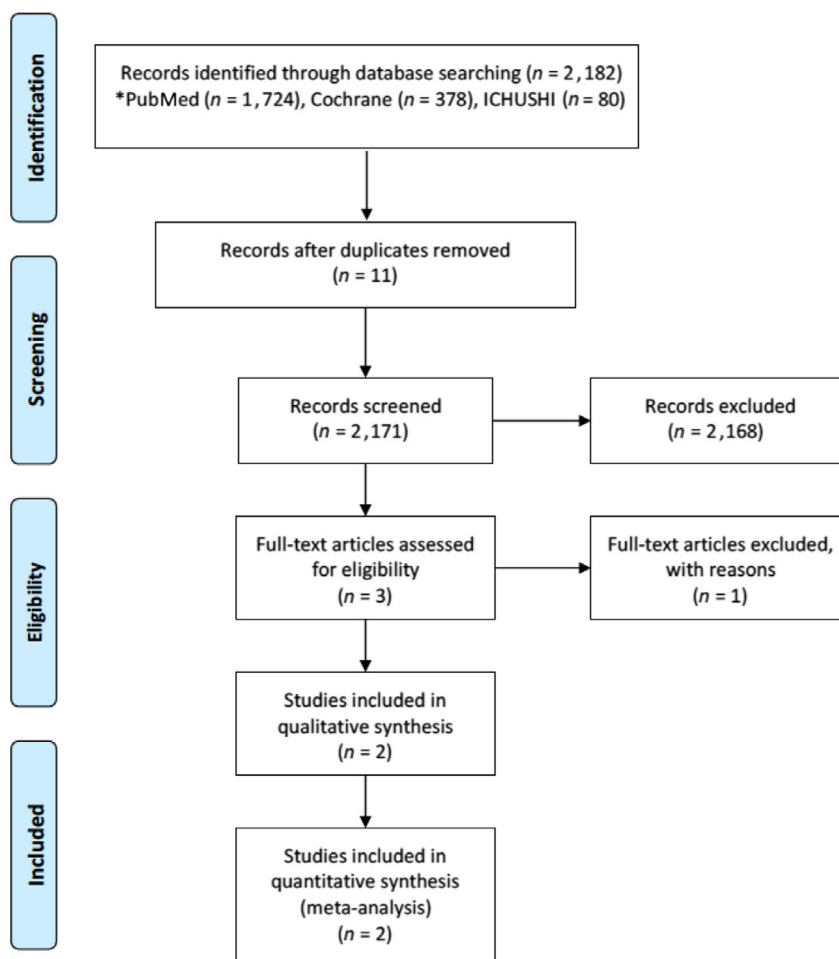 Identification
Records identified through database searching (n = 2,182)
*PubMed (n = 1,724), Cochrane (n = 378), ICHUSHI (n = 80)
Records after duplicates removed
(n = 11)
Screening
Records screened
(n = 2,171)
Records excluded
(n = 2,168)
Eligibility
Full-text articles assessed
for eligibility
(n = 3)
Full-text articles excluded,
with reasons
(n = 1)
Studies included in
qualitative synthesis
(n = 2)
Included
Studies included in
quantitative synthesis
(meta-analysis)
(n = 2)